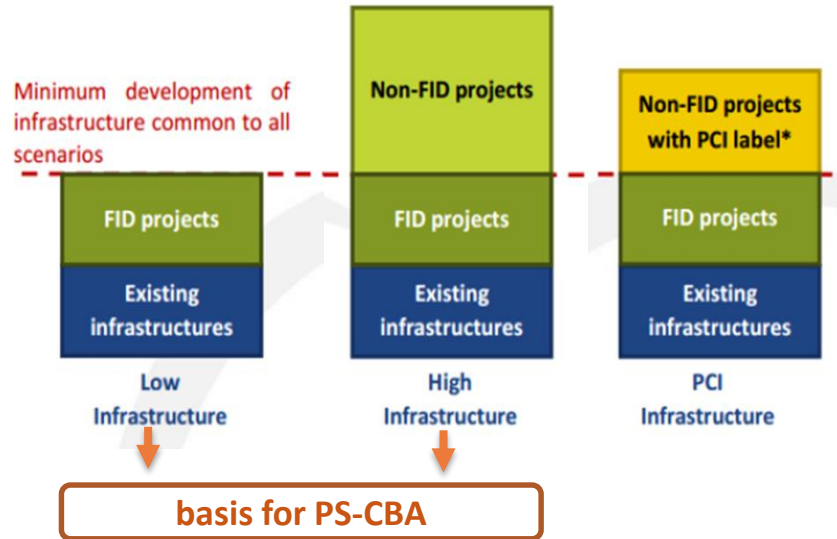 Minimum development of
infrastructure common to all
scenarios
Non-FID projects
Non-FID projects
with PCI label*
FID projects
FID projects
FID projects
Existing
infrastructures
Existing
infrastructures
Existing
infrastructures
Low
Infrastructure
High
Infrastructure
PCI
Infrastructure
basis for PS-CBA